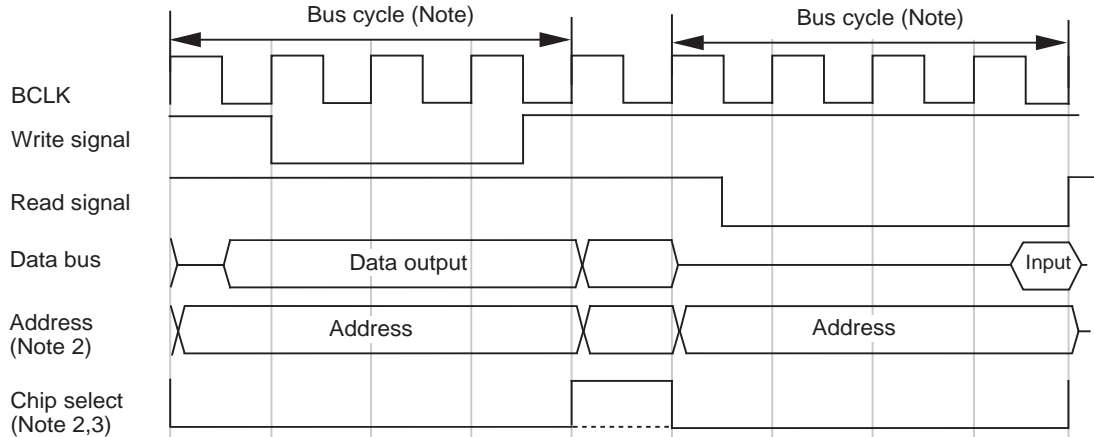 Bus cycle (Note)
Bus cycle (Note)
BCLK
Write signal
Read signal
Data bus
Data output
Input
Address
(Note 2)
Address
Address
Chip select
(Note 2,3)